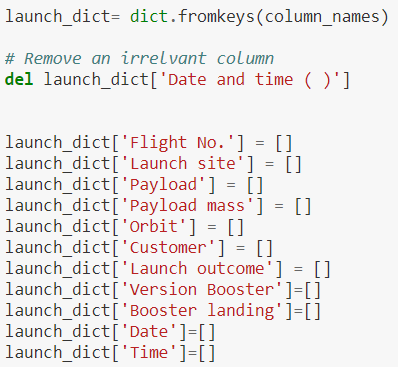 launch_dict= dict.fromkeys(column_names)
# Remove an irrelvant column
del launch_dict['Date and time ( )']
launch_dict['Flight No.'] = []
launch_dict['Launch site'] = []
launch_dict['Payload'] = []
launch_dict['Payload mass'] = []
launch_dict['Orbit'] = []
launch_dict['Customer'] = []
launch_dict['Launch outcome'] = []
launch_dict['Version Booster']=[]
launch_dict['Booster landing']=[]
launch_dict['Date']=[]
launch_dict['Time']=[]